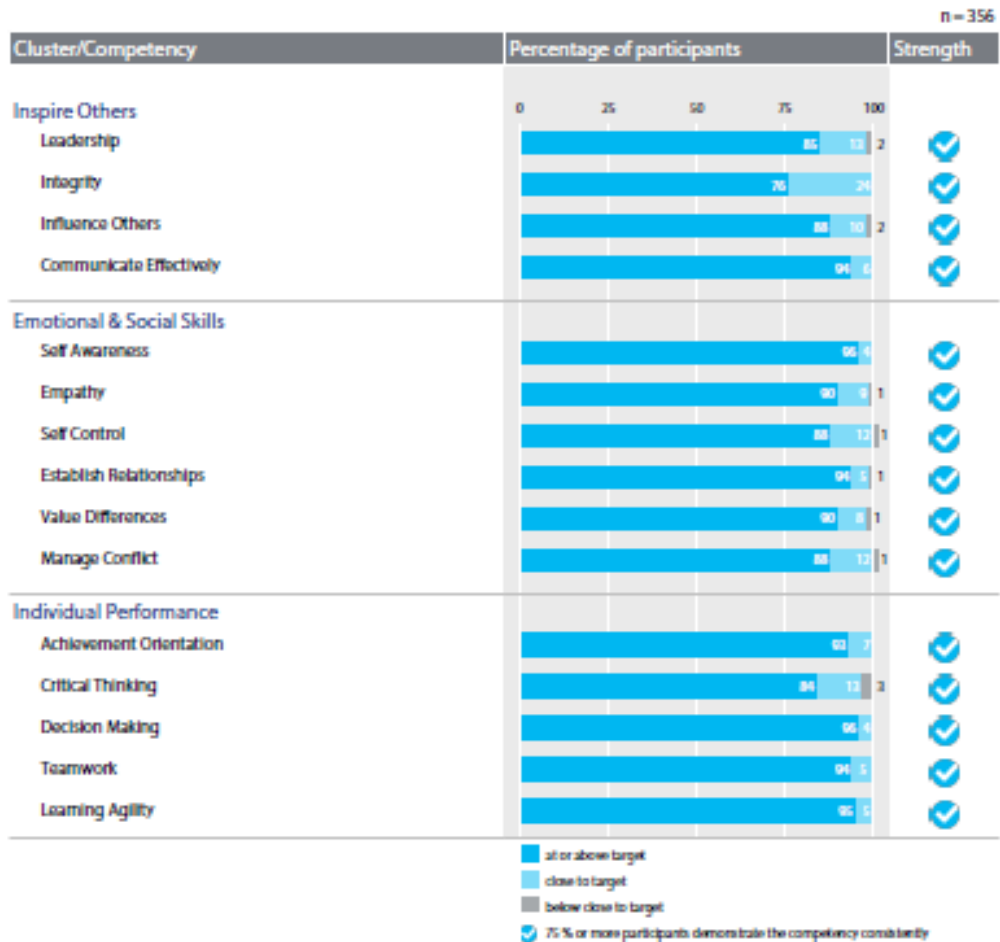 n = 356
Cluster/Competency Percentage of participants Strength
Inspire Others 0 25 50 75 100
Leadership 85 13 2
Integrity 76 24
Influence Others 88 10 2
Communicate Effectively 94 6
Emotional & Social Skills
Self Awareness 96 4
Empathy 90 9 1
Self Control 88 12 1
Establish Relationships 94 5 1
Value Differences 90 8 1
Manage Conflict 88 12 1
Individual Performance
Achievement Orientation 93 7
Critical Thinking 84 13 3
Decision Making 96 4
Teamwork 94 5
Learning Agility 95 5
at or above target
close to target
below close to target
75 % or more participants demonstrate the competency consistently